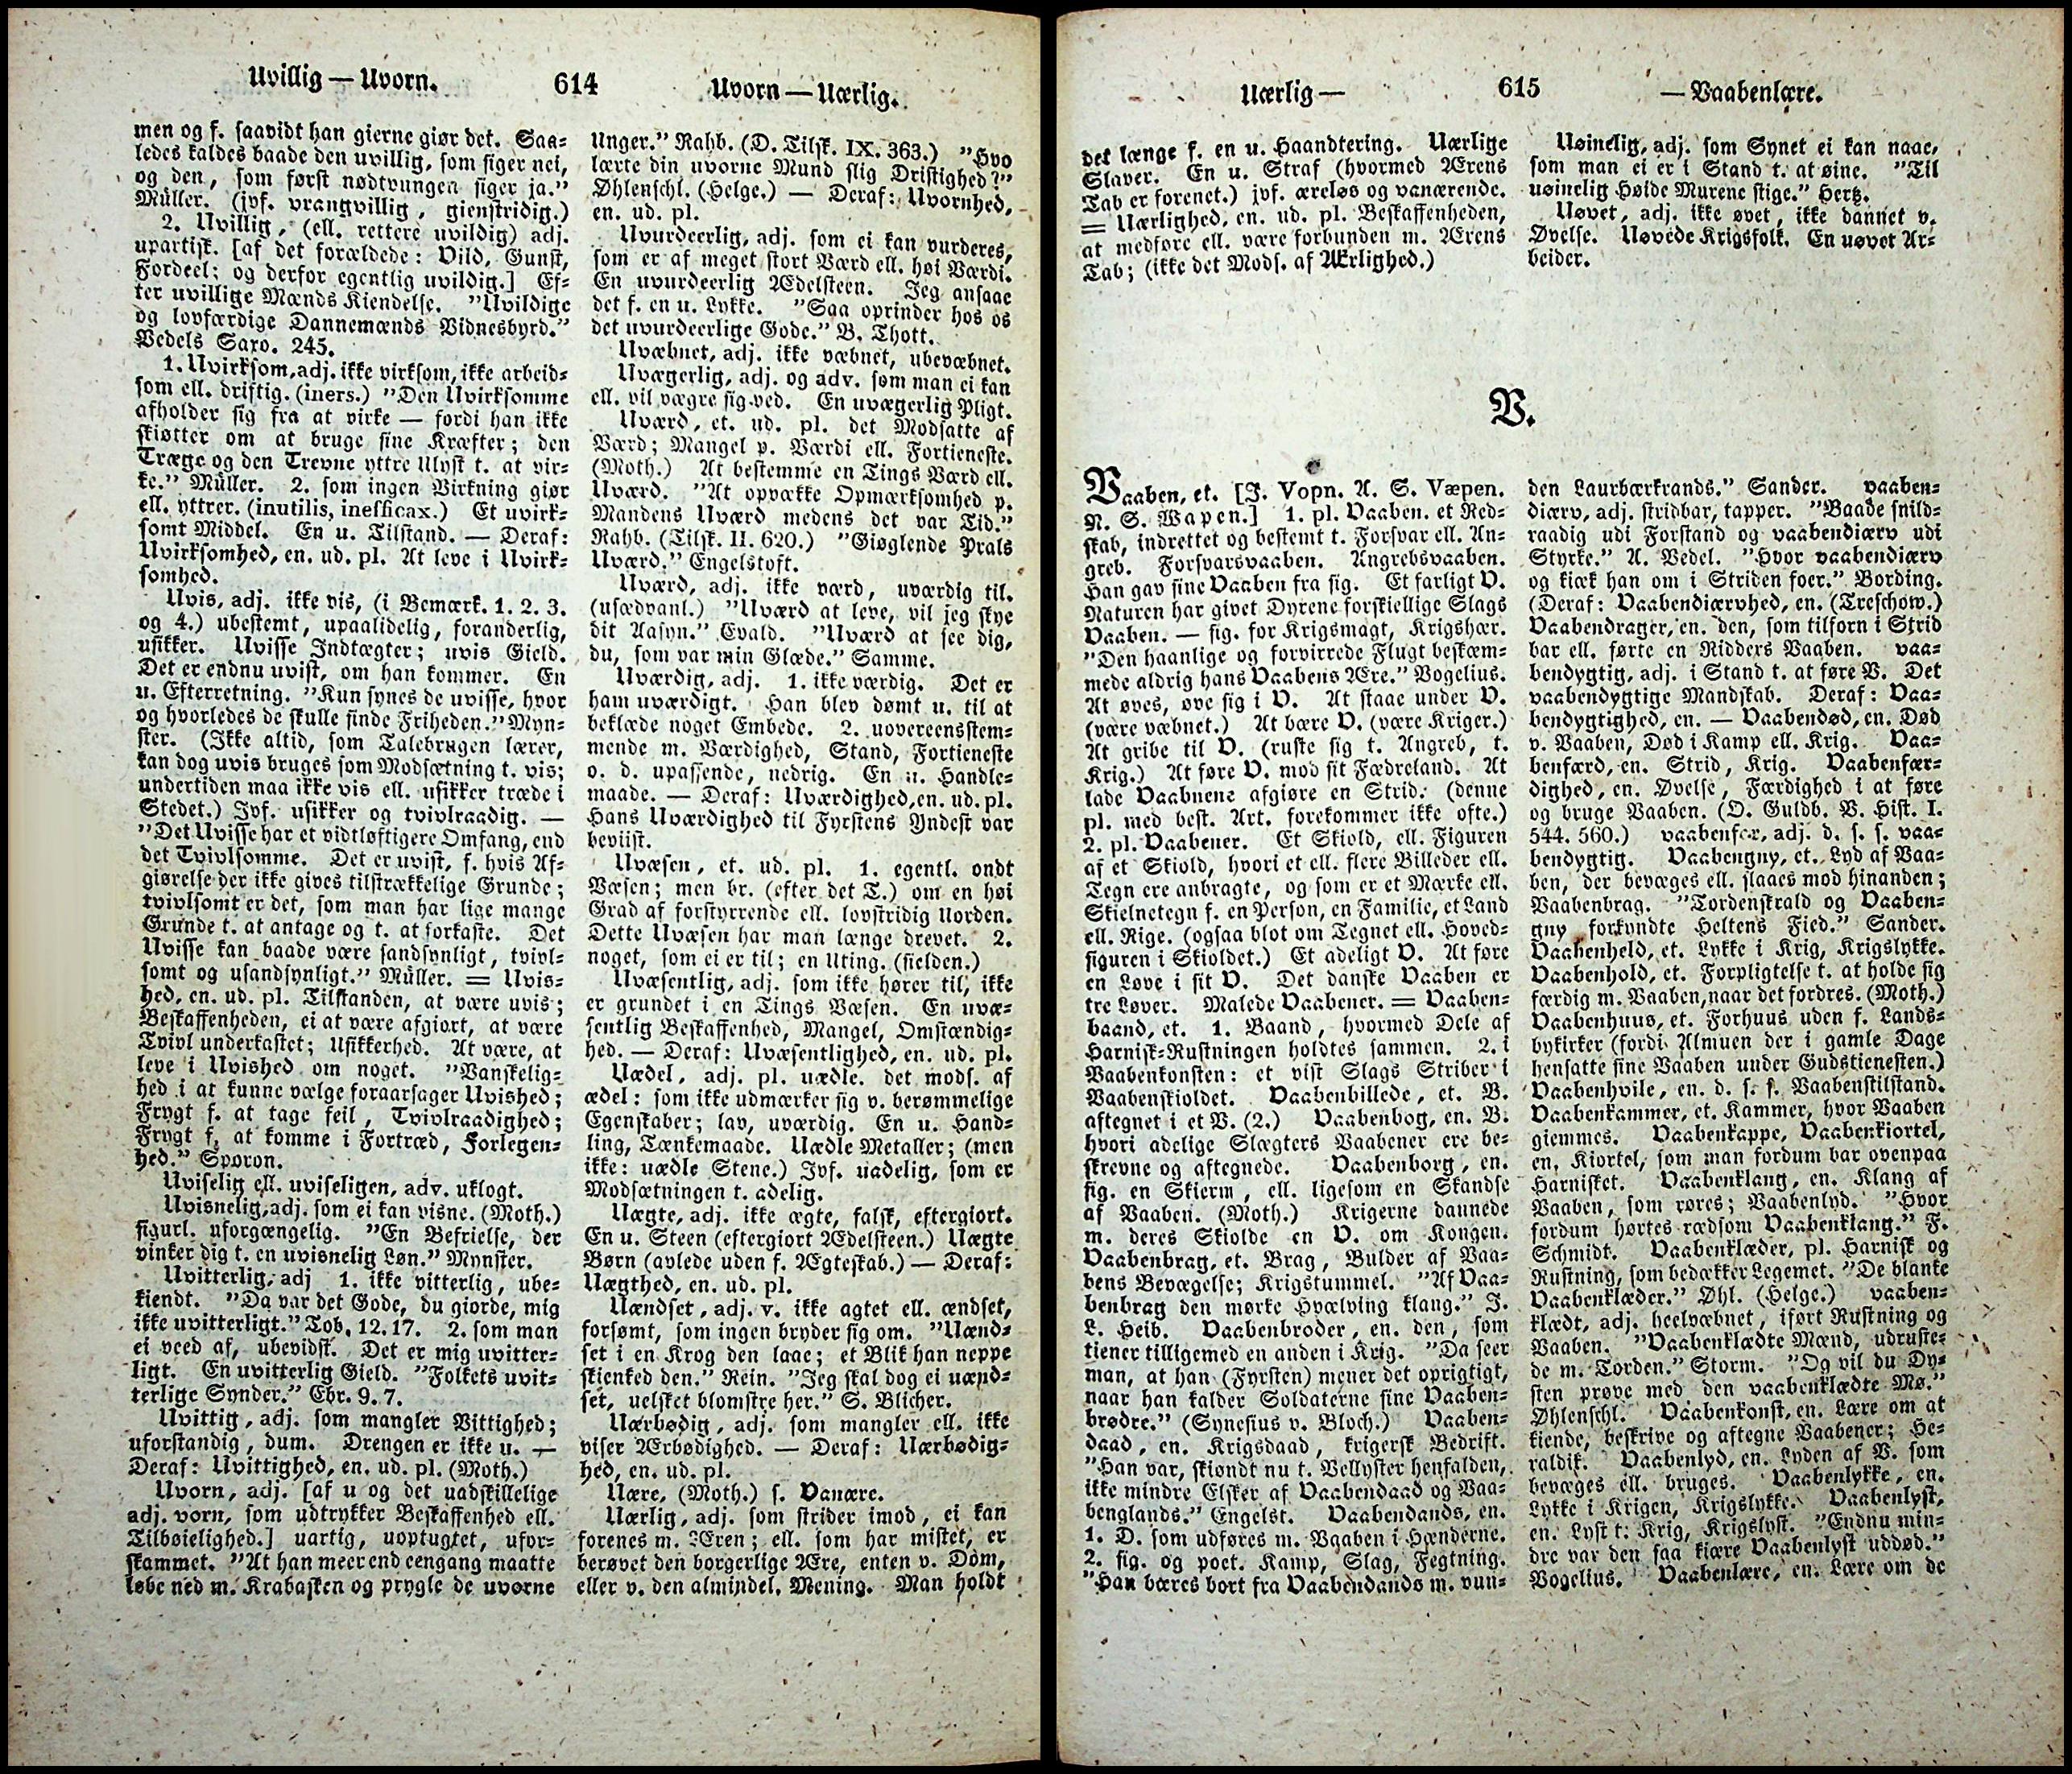 Uvillig — Uvorn.
614
Uvorn — Uærlig.
men og f. saavidt han gierne giør det. Saa-
ledes kaldes baade den uvillig, som siger nei,
og den, som først nødtvungen siger ja."
Müller. (jvf. vrangvillig, gienstridig.)
2. Uvillig, (ell. rettere uvildig) adj.
upartisk. [af det forældede: Vild, Gunst,
Fordeel; og derfor egentlig uvildig.] Ef-
ter uvillige Mænds Kiendelse. "Uvildige
og lovfærdige Dannemænds Vidnesbyrd."
Vedels Saxo. 245.
1. Uvirksom, adj. ikke virksom, ikke arbeid-
som ell. driftig. (iners.) "Den Uvirksomme
afholder sig fra at virke — fordi han ikke
skiøtter om at bruge sine Kræfter; den
Træge og den Trevne yttre Ulyst t. at vir-
ke." Müller. 2. som ingen Virkning giør
ell. yttrer. (inutilis, inefficax.) Et uvirk-
somt Middel. En u. Tilstand. — Deraf:
Uvirksomhed, en. ud. pl. At leve i Uvirk-
somhed.
Uvis, adj. ikke vis, (i Bemærk. 1. 2. 3.
og 4.) ubestemt, upaalidelig, foranderlig,
usikker. Uvisse Indtægter; uvis Gield.
Det er endnu uvist, om han kommer. En
u. Efterretning. "Kun synes de uvisse, hvor
og hvorledes de skulle finde Friheden." Myn-
ster. (Ikke altid, som Talebrugen lærer,
kan dog uvis bruges som Modsætning t. vis;
undertiden maa ikke vis ell. usikker træde i
Stedet.) Jvf. usikker og tvivlraadig. —
"Det Uvisse har et vidtløftigere Omfang, end
det Tvivlsomme. Det er uvist, f. hvis Af-
giørelse der ikke gives tilstrækkelige Grunde;
tvivlsomt er det, som man har lige mange
Grunde t. at antage og t. at forkaste. Det
Uvisse kan baade være sandsynligt, tvivl-
somt og usandsynligt." Müller. = Uvis-
hed, en. ud. pl. Tilstanden, at være uvis;
Beskaffenheden, ei at være afgiort, at være
Tvivl underkastet; Usikkerhed. At være, at
leve i Uvished om noget. "Vanskelig-
hed i at kunne vælge foraarsager Uvished;
Frygt f. at tage feil, Tvivlraadighed;
Frygt f. at komme i Fortræd, Forlegen-
hed." Sporon.
Uviselig ell. uviseligen, adv. uklogt.
Uvisnelig, adj. som ei kan visne. (Moth.)
figurl. uforgængelig. "En Befrielse, der
vinker dig t. en uvisnelig Løn." Mynster.
Uvitterlig, adj 1. ikke vitterlig, ube-
kiendt. "Da var det Gode, du giorde, mig
ikke uvitterligt." Tob. 12.17. 2. som man
ei veed af, ubevidst. Det er mig uvitter-
ligt. En uvitterlig Gield. "Folkets uvit-
terlige Synder." Ebr. 9. 7.
Uvittig, adj. som mangler Vittighed;
uforstandig, dum. Drengen er ikke u. —
Deraf: Uvittighed, en. ud. pl. (Moth.)
Uvorn, adj. [af u og det uadskillelige
adj. vorn, som udtrykker Beskaffenhed ell.
Tilbøielighed.] uartig, uoptugtet, ufor-
skammet. "At han meer end eengang maatte
løbe ned m. Krabasken og prygle de uvorne
Unger." Rahb. (D. Tilsk. IX. 363.) "Hvo
lærte din uvorne Mund slig Dristighed?"
Øhlenschl. (Helge.) — Deraf: Uvornhed,
en. ud. pl.
Uvurdeerlig, adj. som ei kan vurderes,
som er af meget stort Værd ell. høi Værdi.
En uvurdeerlig Ædelsteen. Jeg ansaae
det f. en u. Lykke. "Saa oprinder hos os
det uvurdeerlige Gode." B. Thott.
Uvæbnet, adj. ikke væbnet, ubevæbnet.
Uvægerlig, adj. og adv. som man ei kan
ell. vil vægre sig ved. En uvægerlig Pligt.
Uværd, et. ud. pl. det Modsatte af
Værd; Mangel p. Værdi ell. Fortieneste.
(Moth.) At bestemme en Tings Værd ell.
Uværd. "At opvække Opmærksomhed p.
Mandens Uværd medens det var Tid."
Rahb. (Tilsk. II. 620.) "Giøglende Prals
Uværd." Engelstoft.
Uværd, adj. ikke værd, uværdig til.
(usædvanl.) "Uværd at leve, vil jeg skye
dit Aasyn." Evald. "Uværd at see dig,
du, som var min Glæde." Samme.
Uværdig, adj. 1. ikke værdig. Det er
ham uværdigt. Han blev dømt u. til at
beklæde noget Embede. 2. uovereensstem-
mende m. Værdighed, Stand, Fortieneste
o. d. upassende, nedrig. En u. Handle-
maade. — Deraf: Uværdighed, en. ud. pl.
Hans Uværdighed til Fyrstens Yndest var
beviist.
Uvæsen, et. ud. pl. 1. egentl. ondt
Væsen; men br. (efter det T.) om en høi
Grad af forstyrrende ell. lovstridig Uorden.
Dette Uvæsen har man længe drevet. 2.
noget, som ei er til; en Uting. (sielden.)
Uvæsentlig, adj. som ikke hører til, ikke
er grundet i en Tings Væsen. En uvæ-
sentlig Beskaffenhed, Mangel, Omstændig-
hed. — Deraf: Uvæsentlighed, en. ud. pl.
Uædel, adj. pl. uædle. det mods. af
ædel: som ikke udmærker sig v. berømmelige
Egenskaber; lav, uværdig. En u. Hand-
ling, Tænkemaade. Uædle Metaller; (men
ikke: uædle Stene.) Jvf. uadelig, som er
Modsætningen t. adelig.
Uægte, adj. ikke ægte, falsk, eftergiort.
En u. Steen (eftergiort Ædelsteen.) Uægte
Børn (avlede uden f. Ægteskab.) — Deraf:
Uægthed, en. ud. pl.
Uændset, adj. v. ikke agtet ell. ændset,
forsømt, som ingen bryder sig om. "Uænd-
set i en Krog den laae; et Blik han neppe
skienked den." Rein. "Jeg skal dog ei uænd-
set, uelsket blomstre her." S. Blicher.
Uærbødig, adj. som mangler ell. ikke
viser Ærbødighed. — Deraf: Uærbødig-
hed, en. ud. pl.
Uære, (Moth.) s. Vanære.
Uærlig, adj. som strider imod, ei kan
forenes m. Æren; ell. som har mistet, er
berøvet den borgerlige Ære, enten v. Dom,
eller v. den almindel. Mening. Man holdt
Uærlig —
615
— Vaabenlære.
det længe f. en u. Haandtering. Uærlige
Slaver. En u. Straf (hvormed Ærens
Tab er forenet.) jvf. æreløs og vanærende.
= Uærlighed, en. ud. pl. Beskaffenheden,
at medføre ell. være forbunden m. Ærens
Tab; (ikke det Mods. af Ærlighed.)
Uøinelig, adj. som Synet ei kan naae,
som man ei er i Stand t. at øine. "Til
uøinelig Høide Murene stige." Hertz.
Uøvet, adj. ikke øvet, ikke dannet v.
Øvelse. Uøvede Krigsfolk. En uøvet Ar-
beider.
V.
Vaaben, et. [J. Vopn. A. S. Væpen.
N. S. Wapen.] 1. pl. Vaaben. et Red-
skab, indrettet og bestemt t. Forsvar ell. An-
greb. Forsvarsvaaben. Angrebsvaaben.
Han gav sine Vaaben fra sig. Et farligt V.
Naturen har givet Dyrene forskiellige Slags
Vaaben. — fig. for Krigsmagt, Krigshær.
"Den haanlige og forvirrede Flugt beskæm-
mede aldrig hans Vaabens Ære." Vogelius.
At øves, øve sig i V. At staae under V.
(være væbnet.) At bære V. (være Kriger.)
At gribe til V. (ruste sig t. Angreb, t.
Krig.) At føre V. mod sit Fædreland. At
lade Vaabnene afgiøre en Strid. (denne
pl. med best. Art. forekommer ikke ofte.)
2. pl. Vaabener. Et Skiold, ell. Figuren
af et Skiold, hvori et ell. flere Billeder ell.
Tegn ere anbragte, og som er et Mærke ell.
Skielnetegn f. en Person, en Familie, et Land
ell. Rige. (ogsaa blot om Tegnet ell. Hoved-
figuren i Skioldet.) Et adeligt V. At føre
en Løve i sit V. Det danske Vaaben er
tre Løver. Malede Vaabener. = Vaaben-
baand, et. 1. Baand, hvormed Dele af
Harnisk-Rustningen holdtes sammen. 2. i
Vaabenkonsten: et vist Slags Striber i
Vaabenskioldet. Vaabenbillede, et. B.
aftegnet i et V. (2.) Vaabenbog, en. B.
hvori adelige Slægters Vaabener ere be-
skrevne og aftegnede. Vaabenborg, en.
fig. en Skierm, ell. ligesom en Skandse
af Vaaben. (Moth.) Krigerne dannede
m. deres Skiolde en V. om Kongen.
Vaabenbrag, et. Brag, Bulder af Vaa-
bens Bevægelse; Krigstummel. "Af Vaa-
benbrag den mørke Hvælving klang." J.
L. Heib. Vaabenbroder, en. den, som
tiener tilligemed en anden i Krig. "Da seer
man, at han (Fyrsten) mener det oprigtigt,
naar han kalder Soldaterne sine Vaaben-
brødre." (Synesius v. Bloch.) Vaaben-
daad, en. Krigsdaad, krigersk Bedrift.
"Han var, skiøndt nu t. Vellyster henfalden,
ikke mindre Elsker af Vaabendaad og Vaa-
benglands." Engelst. Vaabendands, en.
1. D. som udføres m. Vaaben i Hænderne.
2. fig. og poet. Kamp, Slag, Fegtning.
"Han bæres bort fra Vaabendands m. vun-
den Laurbærkrands." Sander. vaaben-
diærv, adj. stridbar, tapper. "Baade snild-
raadig udi Forstand og vaabendiærv udi
Styrke." A. Vedel. "Hvor vaabendiærv
og kiæk han om i Striden foer." Bording.
(Deraf: Vaabendiærvhed, en. (Treschow.)
Vaabendrager, en. den, som tilforn i Strid
bar ell. førte en Ridders Vaaben. vaa-
bendygtig, adj. i Stand t. at føre V. Det
vaabendygtige Mandskab. Deraf: Vaa-
bendygtighed, en. — Vaabendød, en. Død
v. Vaaben, Død i Kamp ell. Krig. Vaa-
benfærd, en. Strid, Krig. Vaabenfær-
dighed, en. Øvelse, Færdighed i at føre
og bruge Vaaben. (O. Guldb. V. Hist. I.
544. 560.) vaabenfør, adj. d. s. s. vaa-
bendygtig. Vaabengny, et. Lyd af Vaa-
ben, der bevæges ell. slaaes mod hinanden;
Vaabenbrag. "Tordenskrald og Vaaben-
gny forkyndte Heltens Fied." Sander.
Vaabenheld, et. Lykke i Krig, Krigslykke.
Vaabenhold, et. Forpligtelse t. at holde sig
færdig m. Vaaben, naar det fordres. (Moth.)
Vaabenhuus, et. Forhuus uden f. Lands-
bykirker (fordi Almuen der i gamle Dage
hensatte sine Vaaben under Gudstienesten.)
Vaabenhvile, en. d. s. s. Vaabenstilstand.
Vaabenkammer, et. Kammer, hvor Vaaben
giemmes. Vaabenkappe, Vaabenkiortel,
en. Kiortel, som man fordum bar ovenpaa
Harnisket. Vaabenklang, en. Klang af
Vaaben, som røres; Vaabenlyd. "Hvor
fordum hørtes rædsom Vaabenklang." F.
Schmidt. Vaabenklæder, pl. Harnisk og
Rustning, som bedækker Legemet. "De blanke
Vaabenklæder." Øhl. (Helge.) vaaben-
klædt, adj. heelvæbnet, iført Rustning og
Vaaben. "Vaabenklædte Mænd, udruste-
de m. Torden." Storm. "Og vil du Dy-
sten prøve med den vaabenklædte Mø."
Øhlenschl. Vaabenkonst, en. Lære om at
kiende, beskrive og aftegne Vaabener; He-
raldik. Vaabenlyd, en. Lyden af V. som
bevæges ell. bruges. Vaabenlykke, en.
Lykke i Krigen, Krigslykke. Vaabenlyst,
en. Lyst t. Krig, Krigslyst. "Endnu min-
dre var den saa kiære Vaabenlyst uddød."
Vogelius. Vaabenlære, en. Lære om de